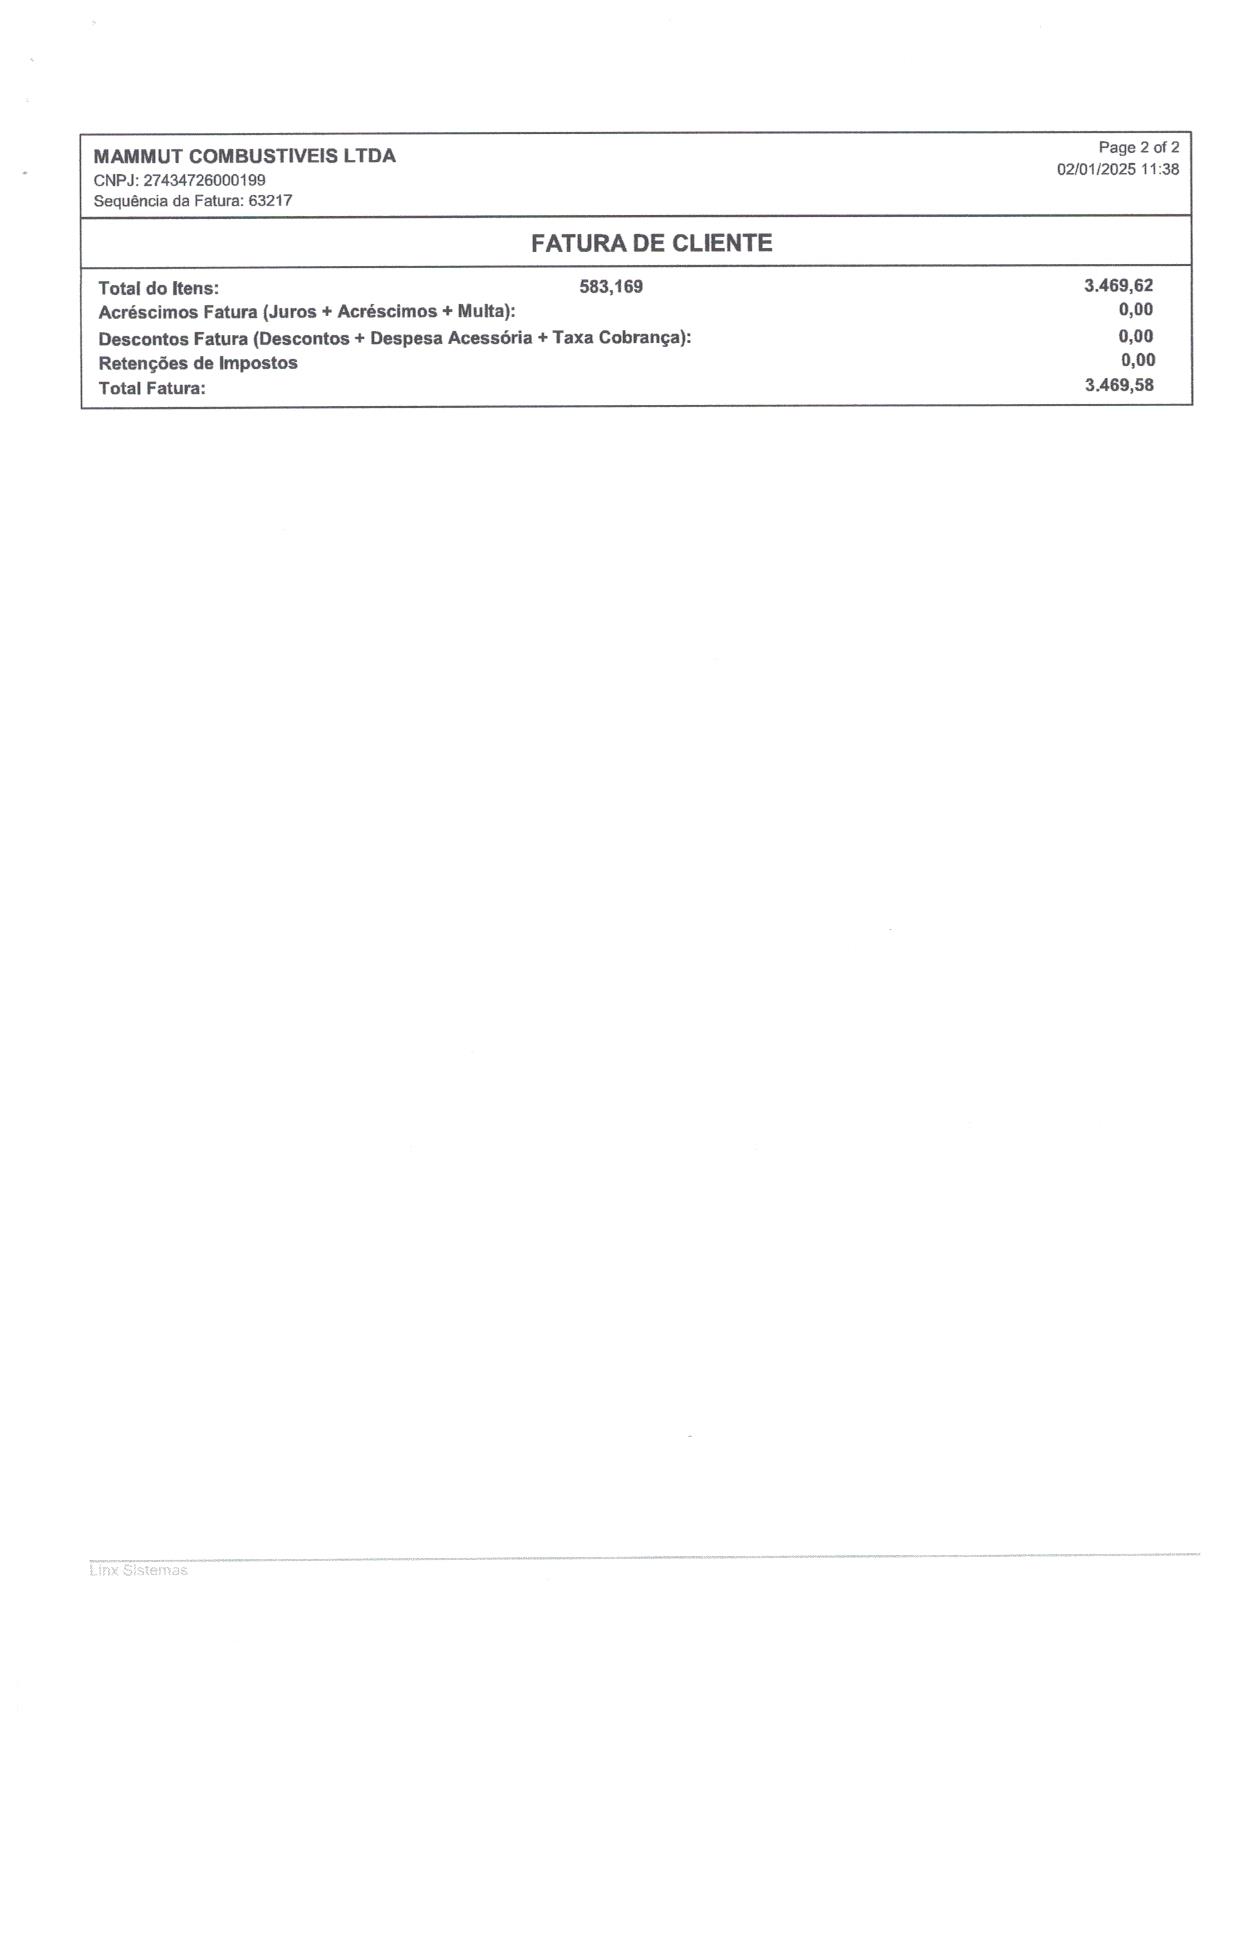 MAMMUT COMBUSTIVEIS LTDA
Page 2 of 2
CNPJ: 27434726000199
02/01/2025 11:38
Sequência da Fatura: 63217
FATURA DE CLIENTE
Total do Itens: 583,169 3.469,62
Acréscimos Fatura (Juros + Acréscimos + Multa): 0,00
Descontos Fatura (Descontos + Despesa Acessória + Taxa Cobrança): 0,00
Retenções de Impostos 0,00
Total Fatura: 3.469,58
Linx Sistemas